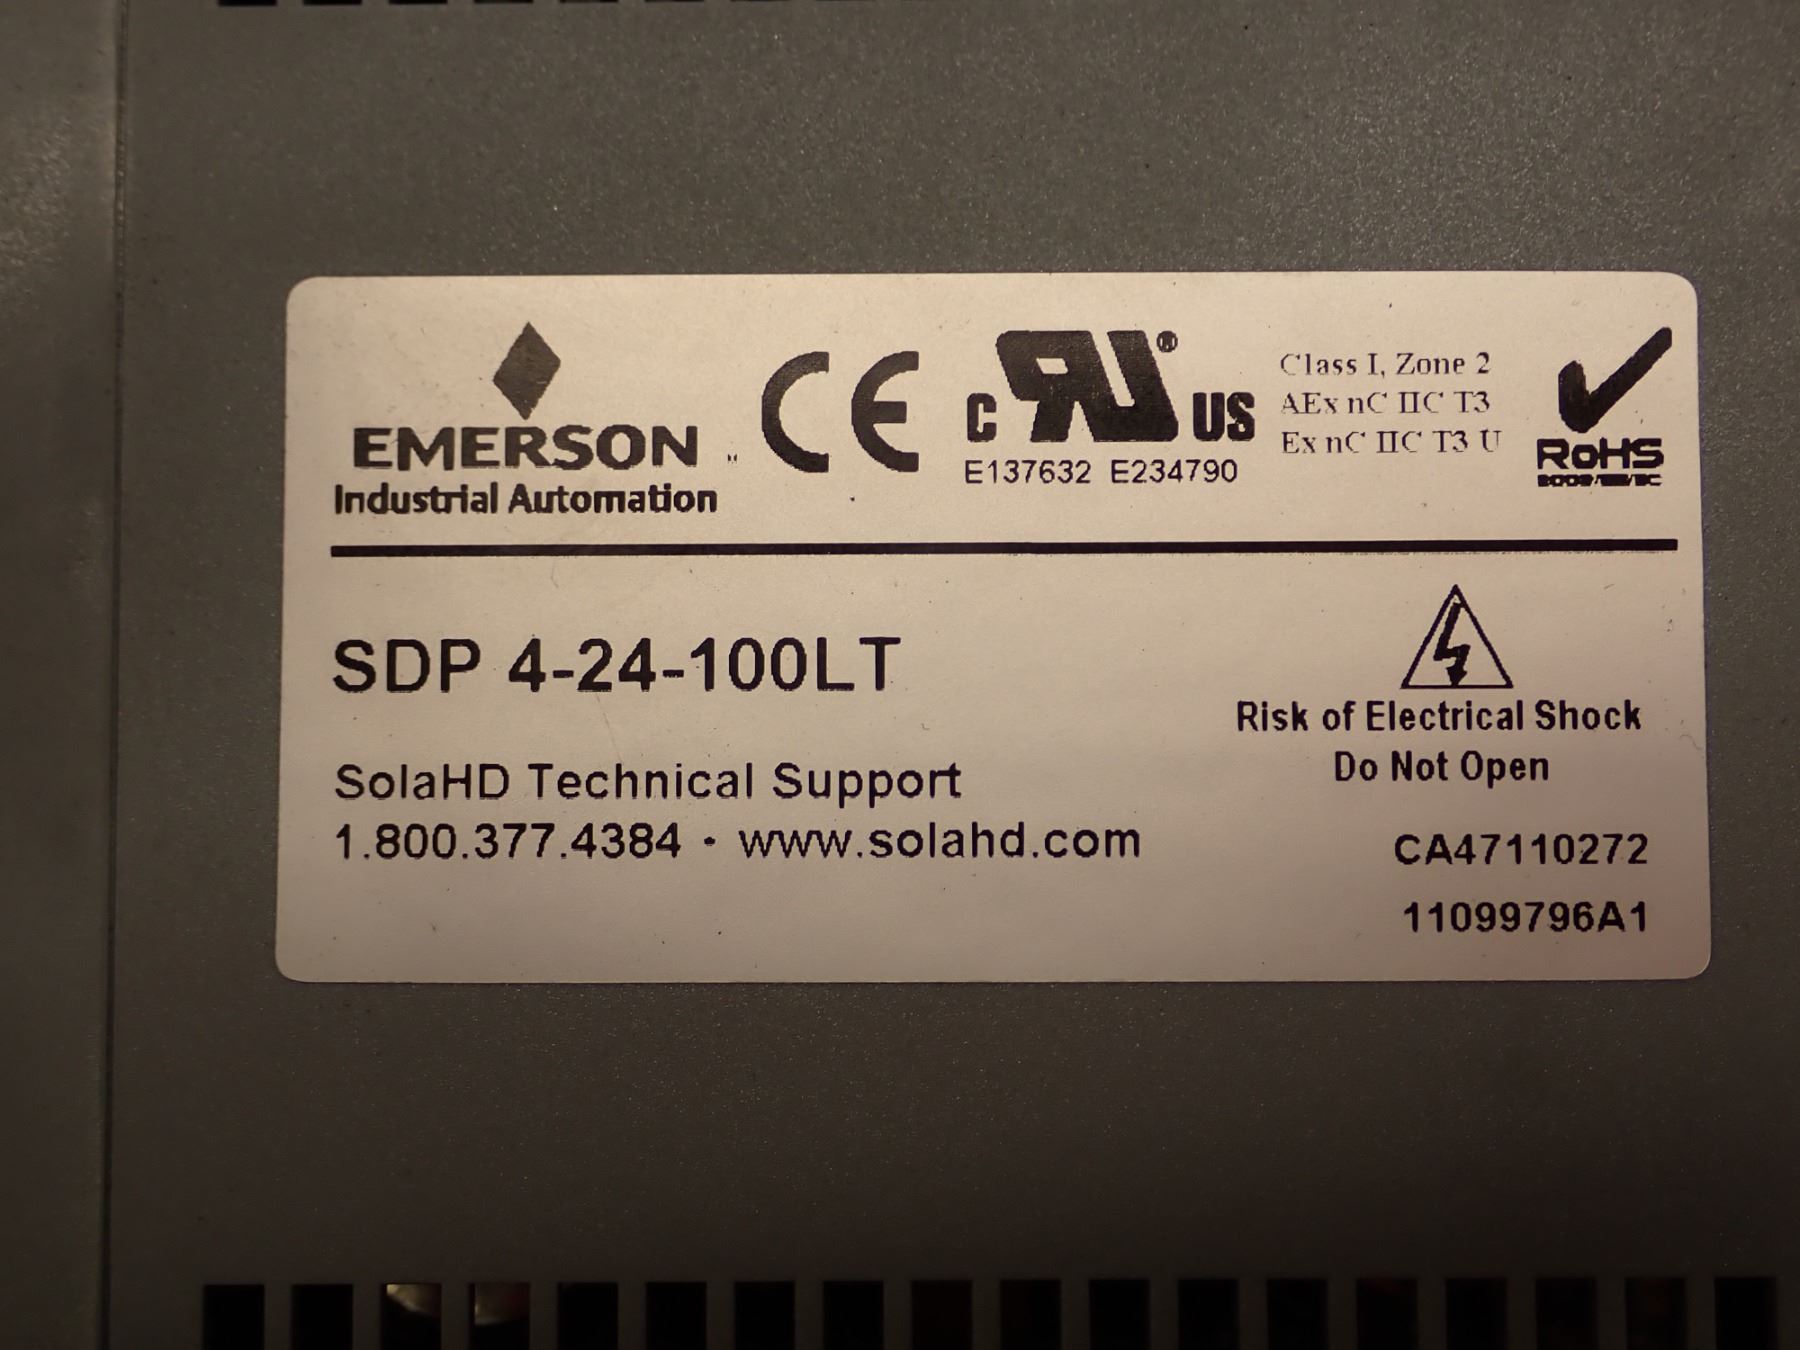 EMERSON
Industrial Automation
CE
C RU ® US
E137632 E234790
Class I, Zone 2
AEx nC IIC T3
Ex nC IIC T3 U
RoHS
SDP 4-24-100LT
SolaHD Technical Support
1.800.377.4384 · www.solahd.com
Risk of Electrical Shock
Do Not Open
CA47110272
11099796A1